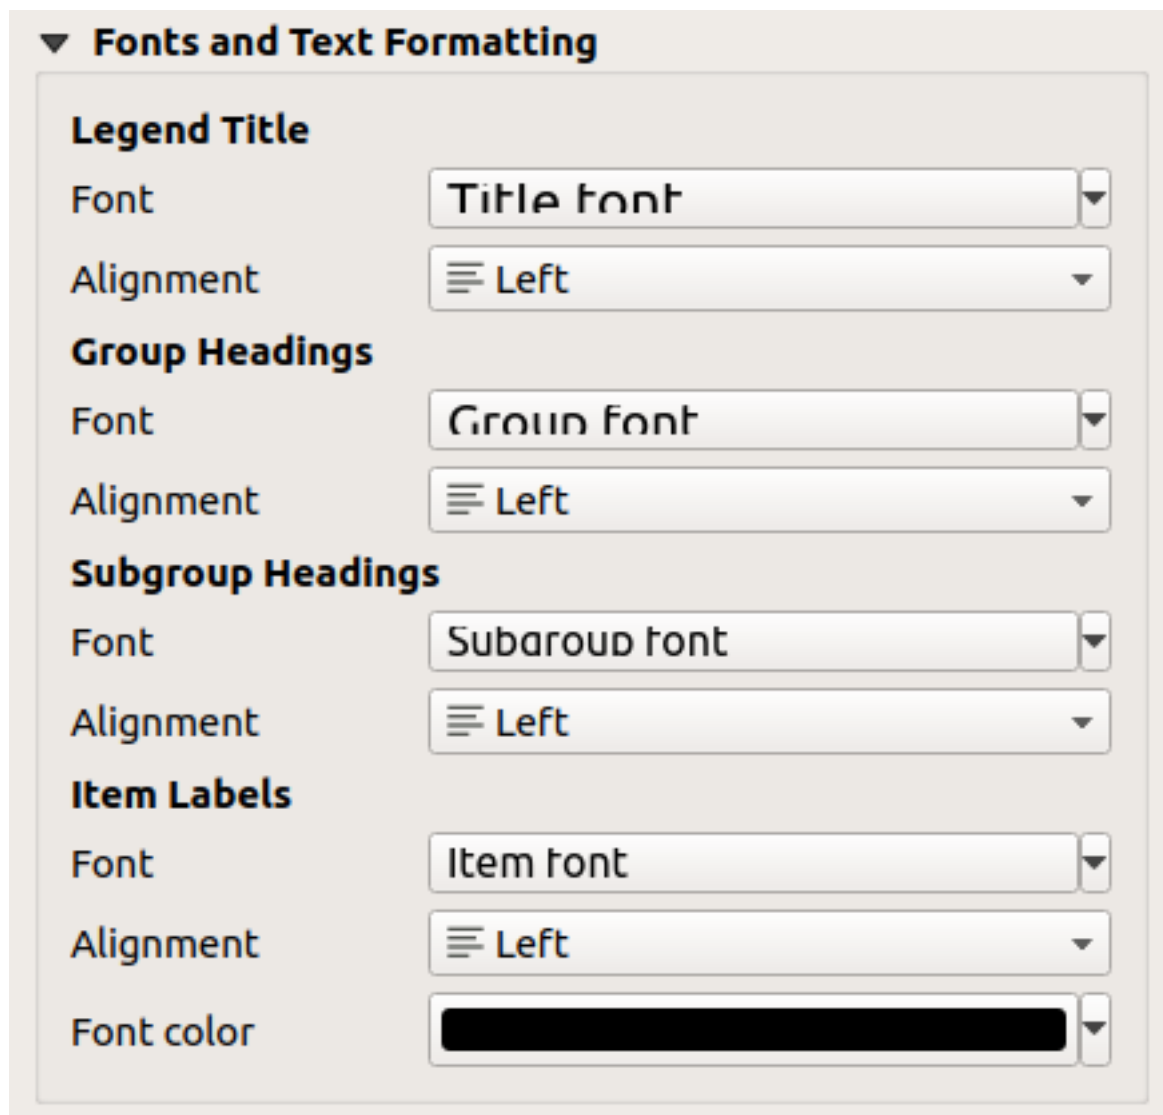 Fonts and Text Formatting
Legend Title
Font Title font
Alignment Left
Group Headings
Font Group font
Alignment Left
Subgroup Headings
Font Subgroup font
Alignment Left
Item Labels
Font Item font
Alignment Left
Font color